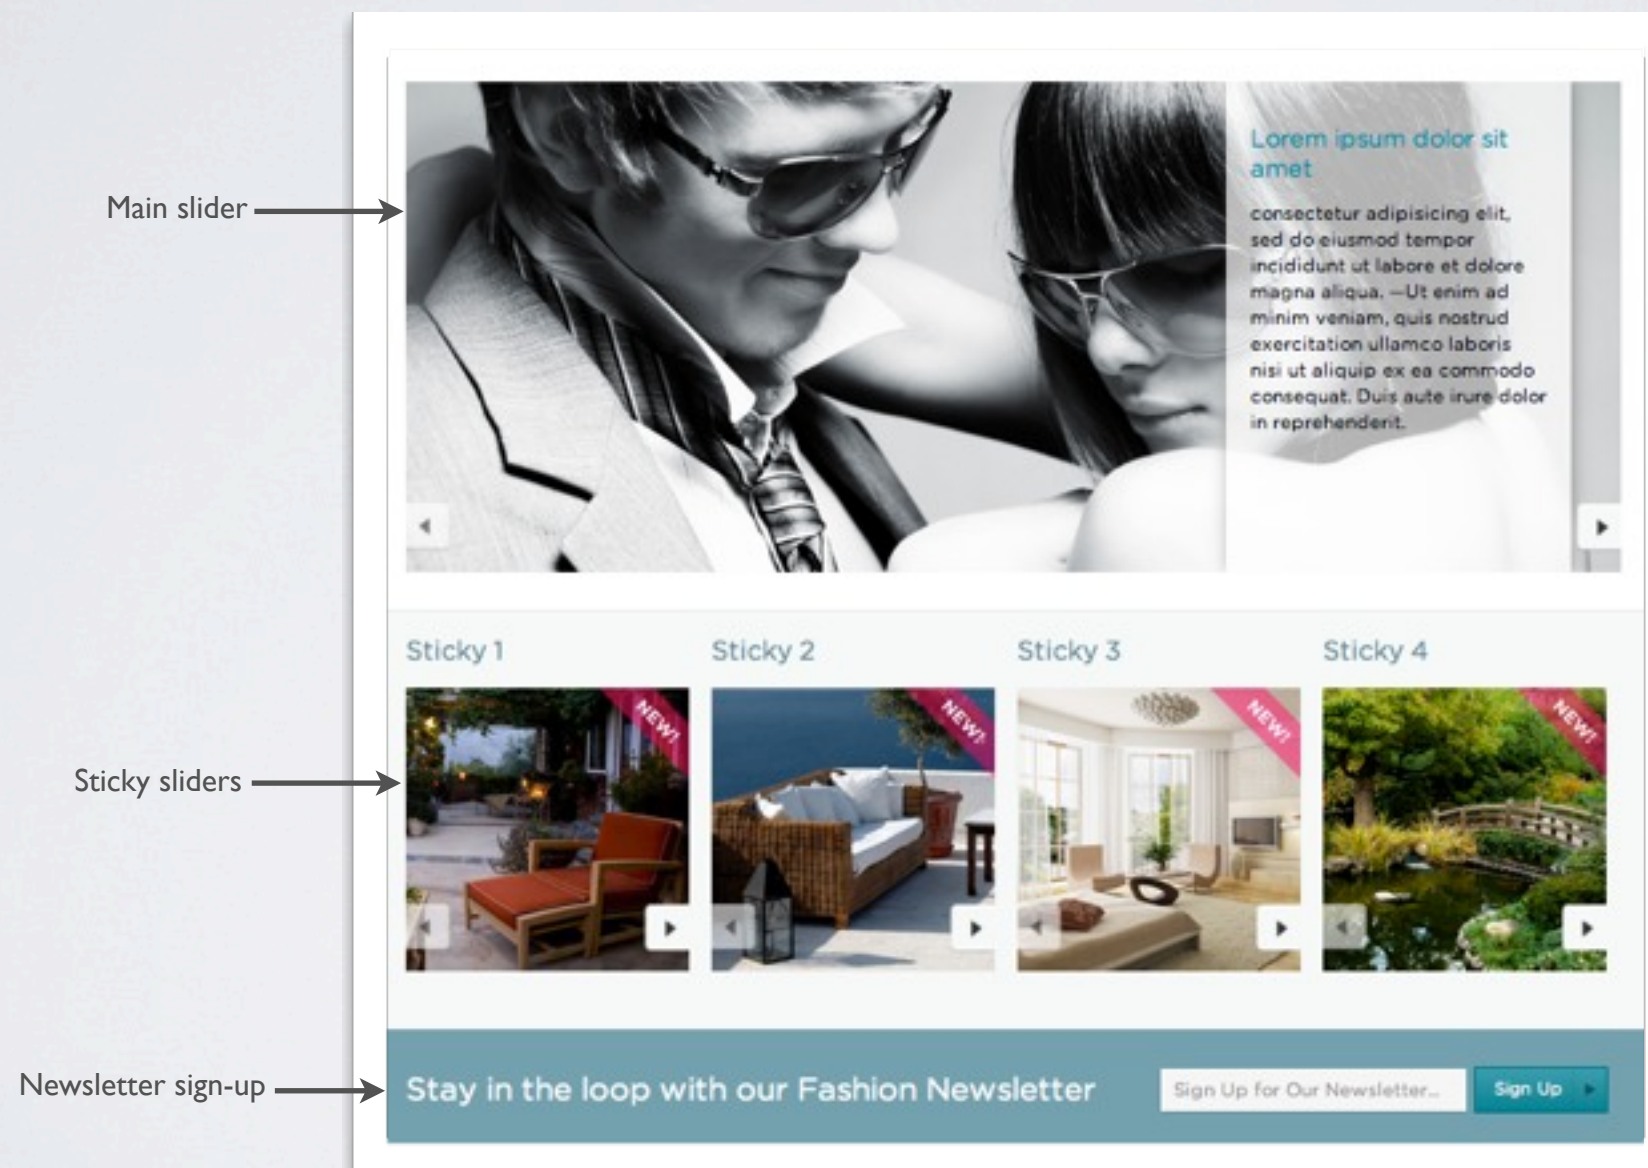 Main slider
Lorem ipsum dolor sit
amet
consectetur adipisicing elit,
sed do eiusmod tempor
incididunt ut labore et dolore
magna aliqua. —Ut enim ad
minim veniam, quis nostrud
exercitation ullamco laboris
nisi ut aliquip ex ea commodo
consequat. Duis aute irure dolor
in reprehenderit.
Sticky sliders
Sticky 1
Sticky 2
Sticky 3
Sticky 4
NEW!
NEW!
NEW!
NEW!
Newsletter sign-up
Stay in the loop with our Fashion Newsletter
Sign Up for Our Newsletter...
Sign Up